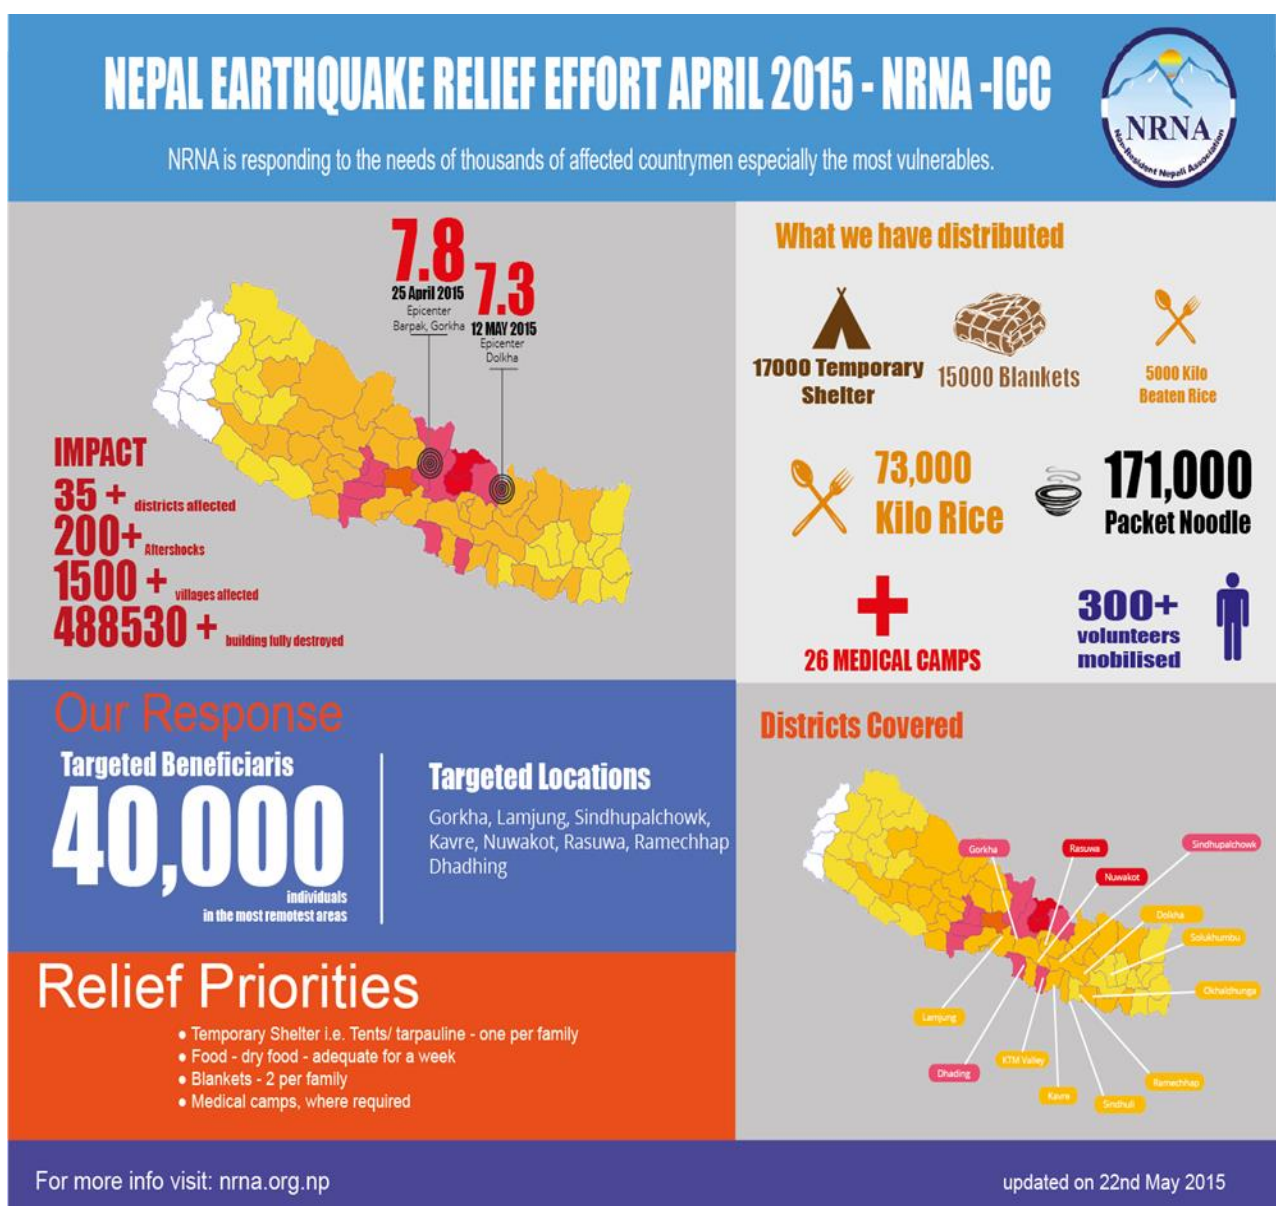 NEPAL EARTHQUAKE RELIEF EFFORT APRIL 2015 - NRNA -ICC
NRNA is responding to the needs of thousands of affected countrymen especially the most vulnerables.
NRNA
Non-Resident Nepali Association
7.8
25 April 2015
Epicenter
Barpak, Gorkha
7.3
12 MAY 2015
Epicenter
Dolkha
IMPACT
35 + districts affected
200+ Aftershocks
1500 + villages affected
488530 + building fully destroyed
What we have distributed
17000 Temporary
Shelter
15000 Blankets
5000 Kilo
Beaten Rice
73,000
Kilo Rice
171,000
Packet Noodle
26 MEDICAL CAMPS
300+
volunteers
mobilised
Our Response
Targeted Beneficiaris
40,000
individuals
in the most remotest areas
Targeted Locations
Gorkha, Lamjung, Sindhupalchowk,
Kavre, Nuwakot, Rasuwa, Ramechhap
Dhadhing
Districts Covered
Gorkha
Rasuwa
Sindhupalchowk
Nuwakot
Dolkha
Solukhumbu
Okhaldhunga
Lamjung
KTM Valley
Dhading
Ramechhap
Kavre
Sindhuli
Relief Priorities
● Temporary Shelter i.e. Tents/ tarpauline - one per family
● Food - dry food - adequate for a week
● Blankets - 2 per family
● Medical camps, where required
For more info visit: nrna.org.np
updated on 22nd May 2015